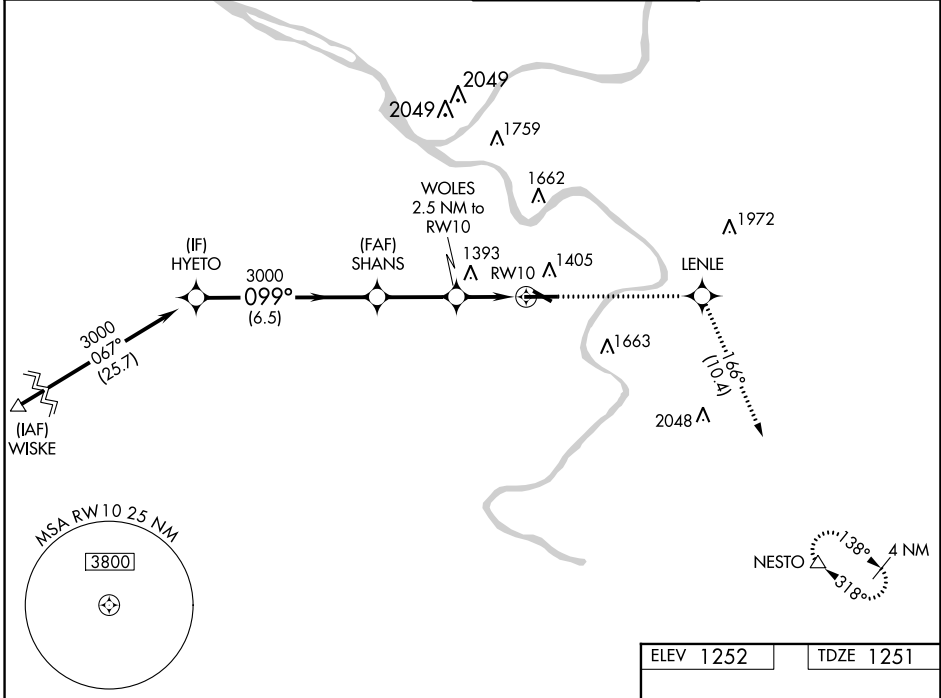 2049
2049
1759
1662
WOLES
2.5 NM to
RW10
1972
(IF)
HYETO
(FAF)
SHANS
1393
RW10
1405
LENLE
3000
099°
(6.5)
3000
067°
(25.7)
1663
166°
(10.4)
2048
(IAF)
WISKE
MSA RW10 25 NM
3800
NESTO
138°
4 NM
318°
ELEV 1252
TDZE 1251